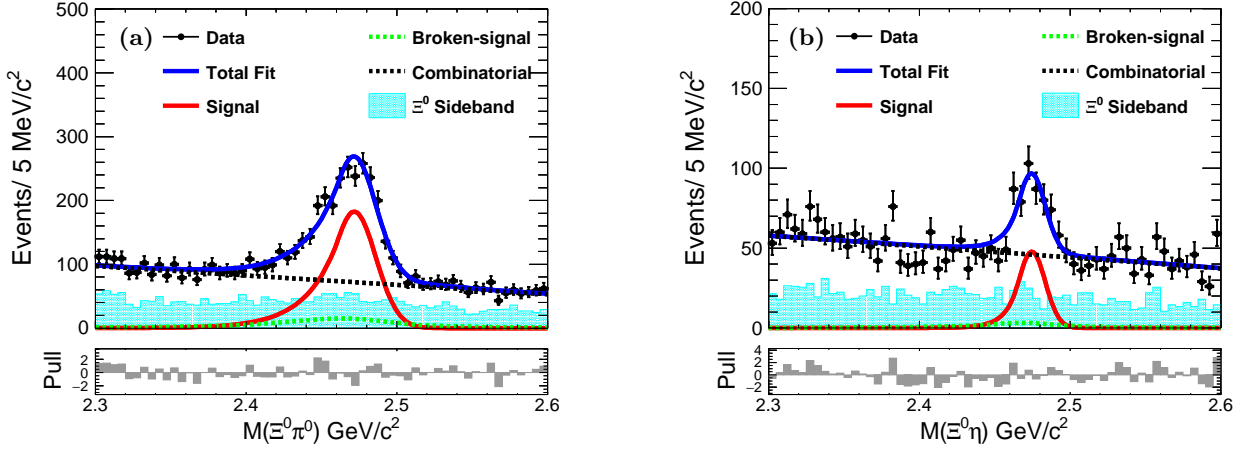 500
400
300
200
100
0
Events/ 5 MeV/c²
(a)
Data
Total Fit
Signal
Broken-signal
Combinatorial
Ξ⁰ Sideband
Pull
2
0
−2
2.3
2.4
2.5
2.6
M(Ξ⁰π⁰) GeV/c²
200
150
100
50
0
Events/ 5 MeV/c²
(b)
Data
Total Fit
Signal
Broken-signal
Combinatorial
Ξ⁰ Sideband
Pull
4
2
0
−2
2.3
2.4
2.5
2.6
M(Ξ⁰η) GeV/c²